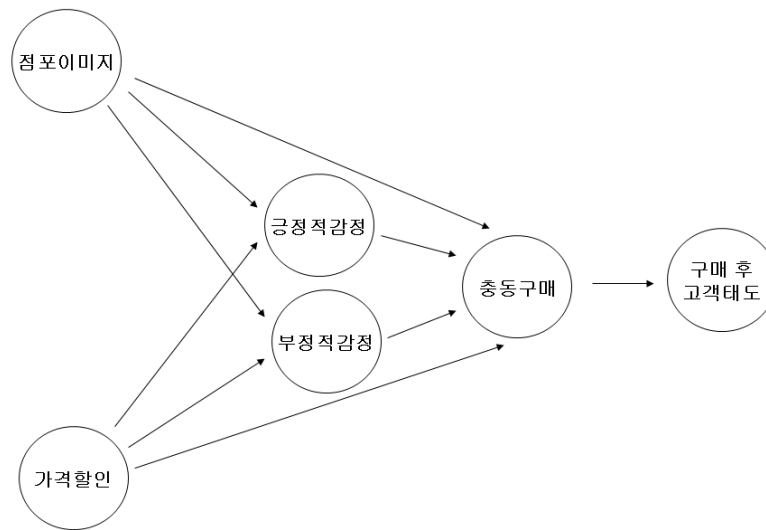 점포이미지
긍정적감정
충동구매
구매 후
고객태도
부정적감정
가격할인